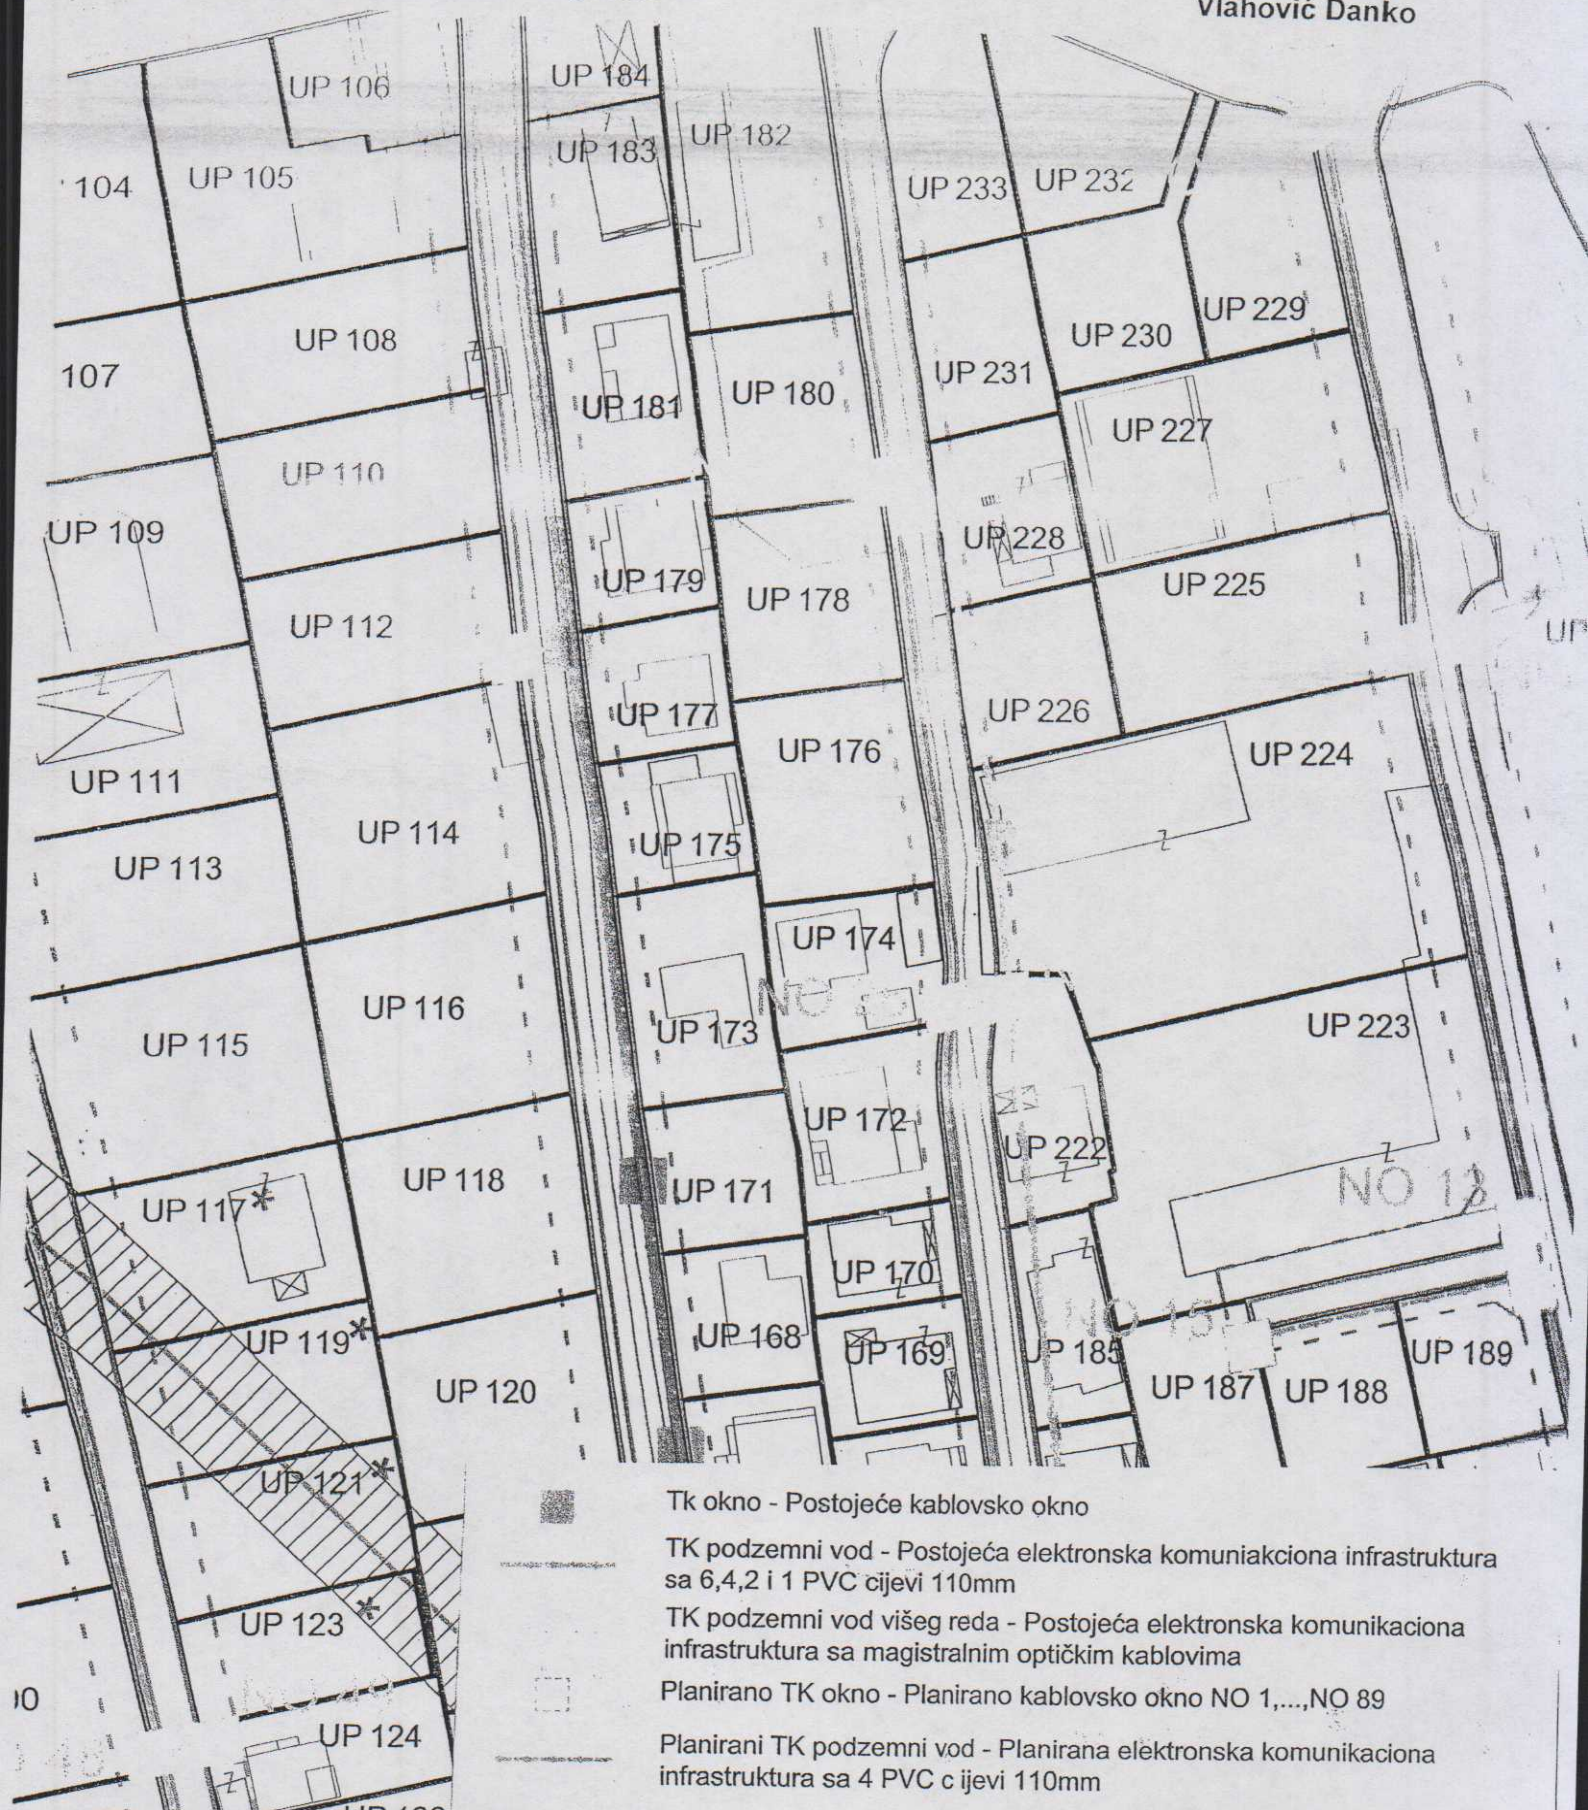 Vlahović Danko
UP 106
UP 184
UP 183
UP 182
104
UP 105
UP 233
UP 232
UP 108
UP 230
UP 229
107
UP 181
UP 180
UP 231
UP 227
UP 110
UP 109
UP 179
UP 178
UP 228
UP 225
UP
UP 112
UP 177
UP 176
UP 226
UP 224
UP 111
UP 114
UP 175
UP 113
UP 174
NO
UP 116
UP 173
UP 223
UP 115
UP 172
UP 222
UP 118
UP 171
NO 13
UP 117*
UP 170
NO 15
UP 119*
UP 168
UP 169
UP 185
UP 189
UP 120
UP 187
UP 188
UP 121*
UP 123*
00
UP 124
Tk okno - Postojeće kablovsko okno
TK podzemni vod - Postojeća elektronska komuniakciona infrastruktura
sa 6,4,2 i 1 PVC cijevi 110mm
TK podzemni vod višeg reda - Postojeća elektronska komunikaciona
infrastruktura sa magistralnim optičkim kablovima
Planirano TK okno - Planirano kablovsko okno NO 1,...,NO 89
Planirani TK podzemni vod - Planirana elektronska komunikaciona
infrastruktura sa 4 PVC c ijevi 110mm